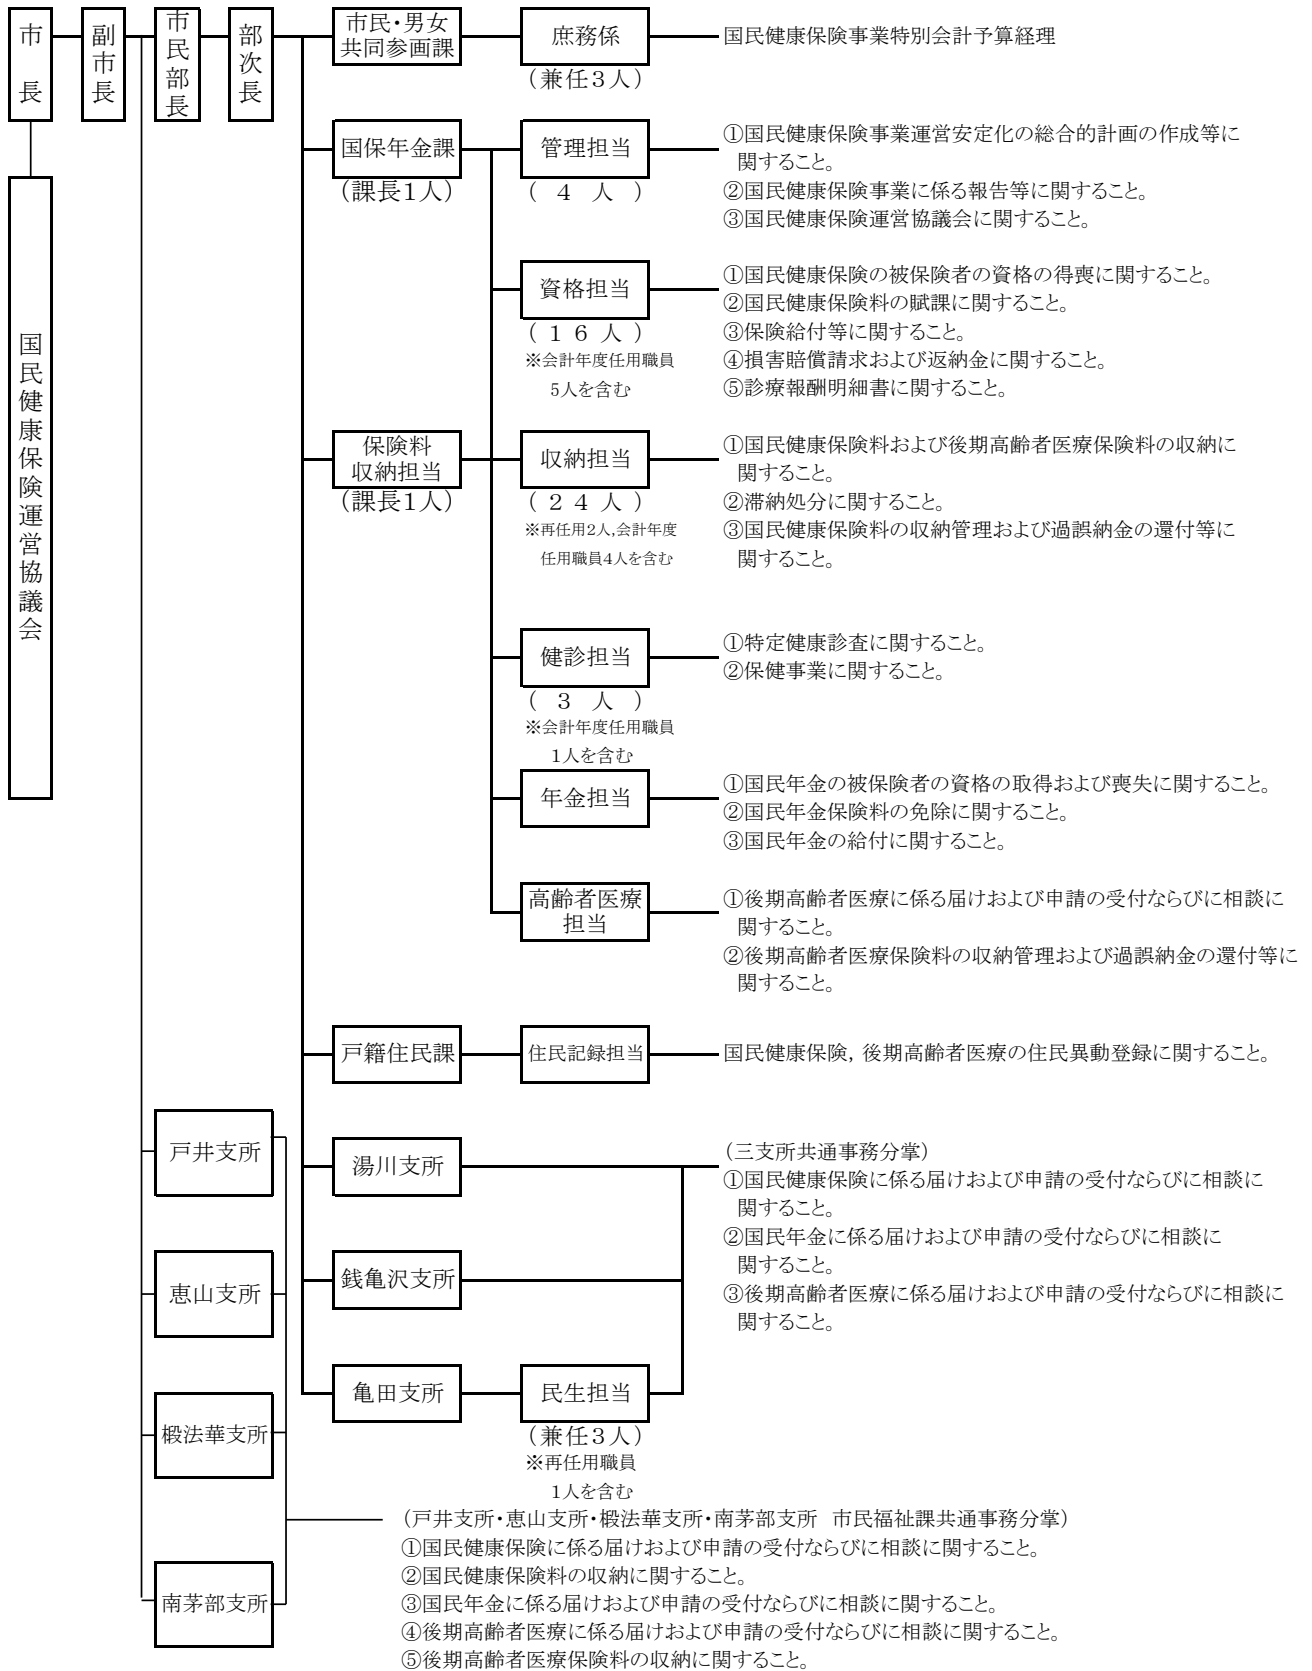 市長
副市長
市民部長
部次長
市民・男女
共同参画課
庶務係
(兼任3人)
国民健康保険事業特別会計予算経理
国民健康保険運営協議会
国保年金課
(課長1人)
管理担当
(4人)
①国民健康保険事業運営安定化の総合的計画の作成等に
関すること。
②国民健康保険事業に係る報告等に関すること。
③国民健康保険運営協議会に関すること。
資格担当
(16人)
※会計年度任用職員
5人を含む
①国民健康保険の被保険者の資格の得喪に関すること。
②国民健康保険料の賦課に関すること。
③保険給付等に関すること。
④損害賠償請求および返納金に関すること。
⑤診療報酬明細書に関すること。
保険料
収納担当
(課長1人)
収納担当
(24人)
※再任用2人,会計年度
任用職員4人を含む
①国民健康保険料および後期高齢者医療保険料の収納に
関すること。
②滞納処分に関すること。
③国民健康保険料の収納管理および過誤納金の還付等に
関すること。
健診担当
(3人)
※会計年度任用職員
1人を含む
①特定健康診査に関すること。
②保健事業に関すること。
年金担当
①国民年金の被保険者の資格の取得および喪失に関すること。
②国民年金保険料の免除に関すること。
③国民年金の給付に関すること。
高齢者医療
担当
①後期高齢者医療に係る届けおよび申請の受付ならびに相談に
関すること。
②後期高齢者医療保険料の収納管理および過誤納金の還付等に
関すること。
戸籍住民課
住民記録担当
国民健康保険, 後期高齢者医療の住民異動登録に関すること。
戸井支所
湯川支所
(三支所共通事務分掌)
①国民健康保険に係る届けおよび申請の受付ならびに相談に
関すること。
②国民年金に係る届けおよび申請の受付ならびに相談に
関すること。
③後期高齢者医療に係る届けおよび申請の受付ならびに相談に
関すること。
恵山支所
銭亀沢支所
亀田支所
民生担当
(兼任3人)
※再任用職員
1人を含む
椴法華支所
南茅部支所
(戸井支所・恵山支所・椴法華支所・南茅部支所 市民福祉課共通事務分掌)
①国民健康保険に係る届けおよび申請の受付ならびに相談に関すること。
②国民健康保険料の収納に関すること。
③国民年金に係る届けおよび申請の受付ならびに相談に関すること。
④後期高齢者医療に係る届けおよび申請の受付ならびに相談に関すること。
⑤後期高齢者医療保険料の収納に関すること。